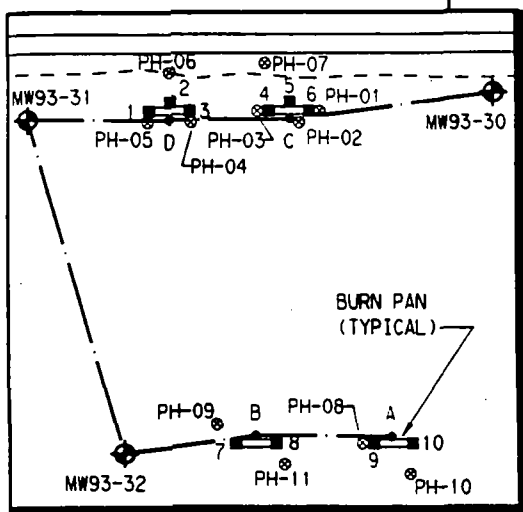 PH-06
PH-07
2
5
MW93-31
1
3
4
6
PH-01
MW93-30
PH-05
D
PH-03
C
PH-02
PH-04
BURN PAN
(TYPICAL)
PH-09
B
PH-08
A
7
8
9
10
MW93-32
PH-11
PH-10